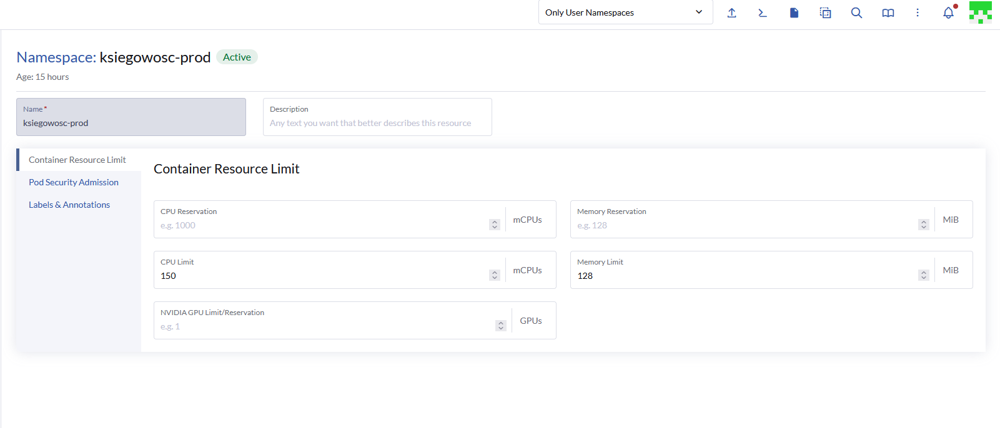 Only User Namespaces
Namespace: ksiegowosc-prod Active
Age: 15 hours
Name*
ksiegowosc-prod
Description
Any text you want that better describes this resource
Container Resource Limit
Pod Security Admission
Labels & Annotations
Container Resource Limit
CPU Reservation
e.g. 1000
mCPUs
Memory Reservation
e.g. 128
MiB
CPU Limit
150
mCPUs
Memory Limit
128
MiB
NVIDIA GPU Limit/Reservation
e.g. 1
GPUs